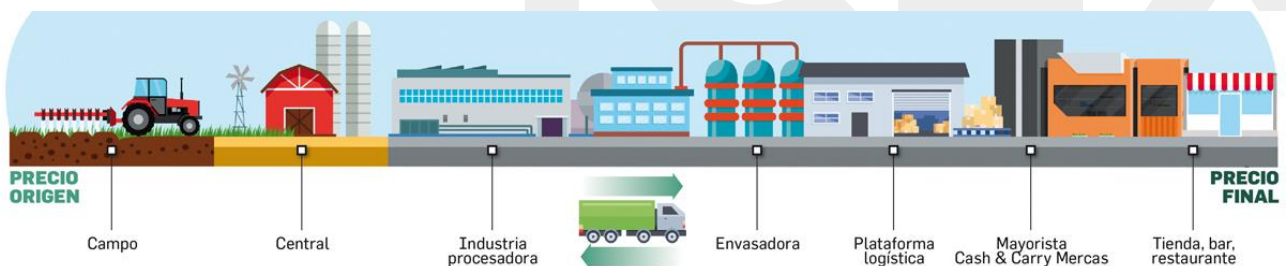 PRECIO
ORIGEN
PRECIO
FINAL
Campo
Central
Industria
procesadora
Envasadora
Plataforma
logística
Mayorista
Cash & Carry Mercas
Tienda, bar,
restaurante